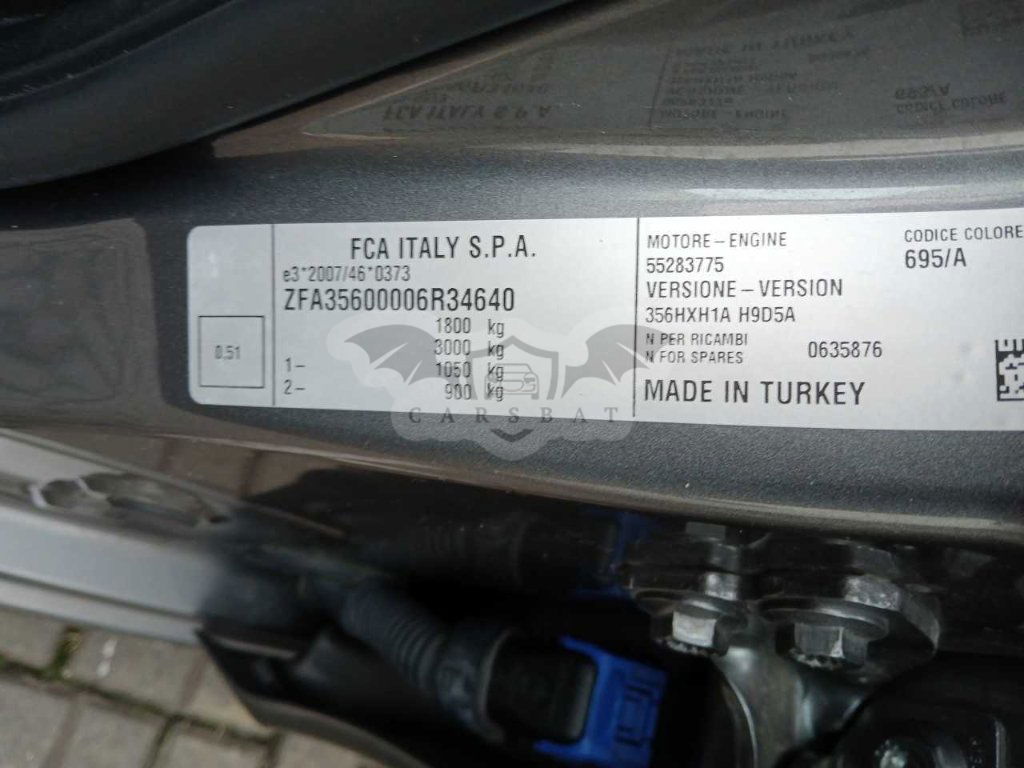 FCA ITALY S.P.A.
e3*2007/46*0373
ZFA35600006R34640
1800 kg
3000 kg
1- 1050 kg
2- 900 kg
0.51
MOTORE-ENGINE
55283775
VERSIONE-VERSION
356HXH1A H9D5A
N PER RICAMBI
N FOR SPARES 0635876
MADE IN TURKEY
CODICE COLORE
695/A
CARSBAT